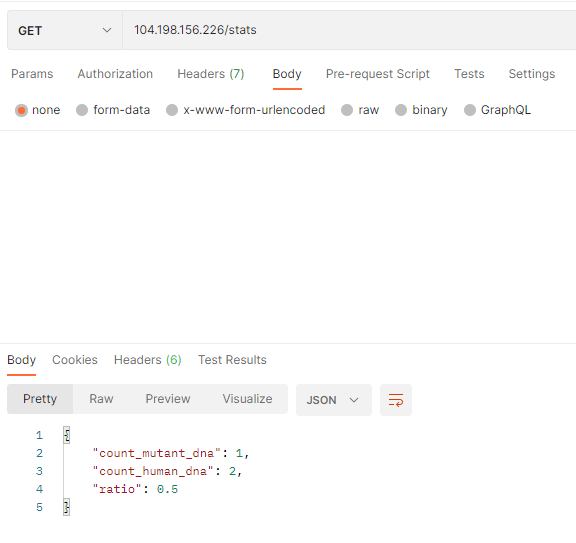 GET 104.198.156.226/stats
Params Authorization Headers (7) Body Pre-request Script Tests Settings
none form-data x-www-form-urlencoded raw binary GraphQL
Body Cookies Headers (6) Test Results
Pretty Raw Preview Visualize JSON
1 {
2 "count_mutant_dna": 1,
3 "count_human_dna": 2,
4 "ratio": 0.5
5 }